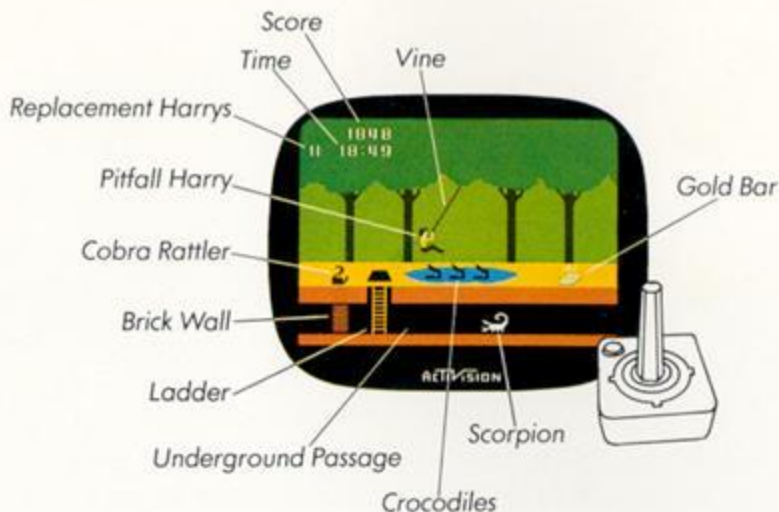 Score
Time
Vine
Replacement Harrys
1848
11 18:49
Pitfall Harry
Gold Bar
Cobra Rattler
Brick Wall
ACTIVISION
Ladder
Scorpion
Underground Passage
Crocodiles